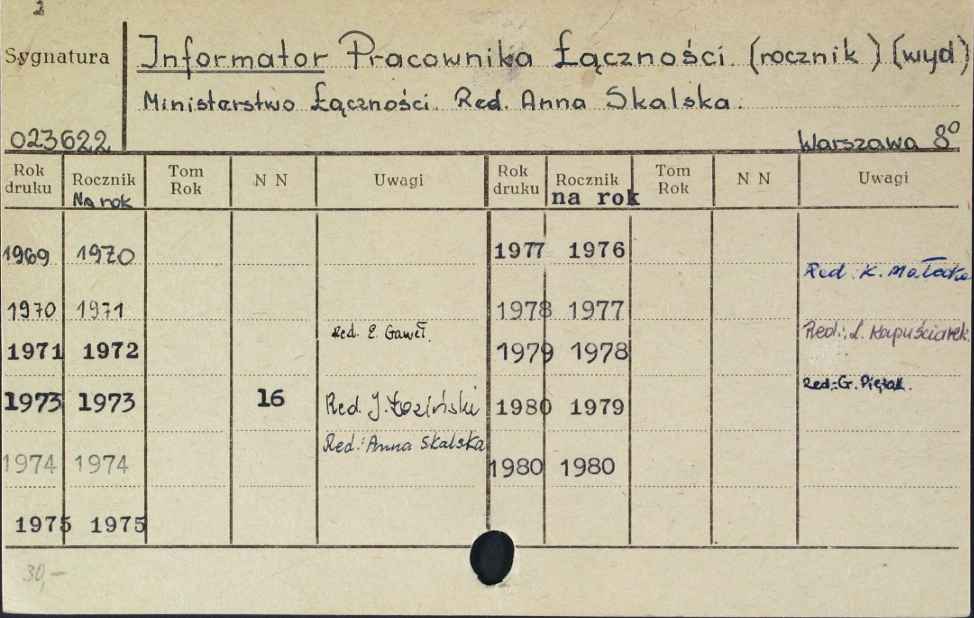 2
Sygnatura
Informator Pracownika Łączności. (rocznik) (wyd)
Ministerstwo Łączności. Red. Anna Skalska.
023622
Warszawa 8º
Rok druku Rocznik Na rok Tom Rok N N Uwagi
1969 1970
1970 1971
Red. E. Gaweł.
1971 1972
1973 1973 16 Red. J. Łoziński
Red.: Anna Skalska
1974 1974
1975 1975
Rok druku Rocznik na rok Tom Rok N N Uwagi
1977 1976
Red. K.
1978 1977
Red.: L. Kapuściarek.
1979 1978
Red.: G. Piętak.
1980 1979
1980 1980
30,-